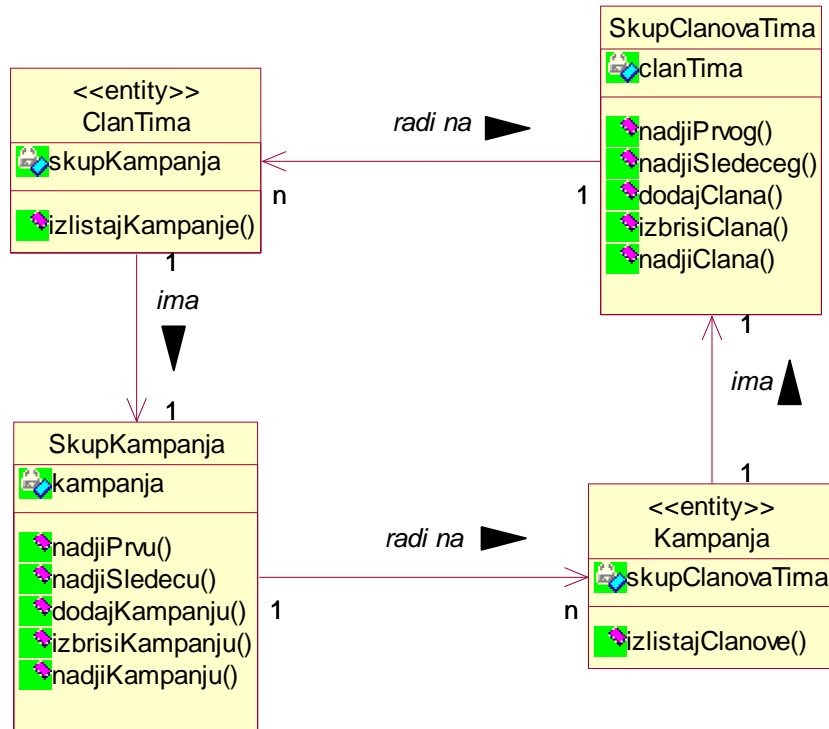 <<entity>>
ClanTima
skupKampanja
izlistajKampanje()
radi na
n
1
SkupClanovaTima
clanTima
nadjiPrvog()
nadjiSledeceg()
dodajClana()
izbrisiClana()
nadjiClana()
1
ima
1
1
ima
1
SkupKampanja
kampanja
nadjiPrvu()
nadjiSledecu()
dodajKampanju()
izbrisiKampanju()
nadjiKampanju()
radi na
1
n
<<entity>>
Kampanja
skupClanovaTima
izlistajClanove()